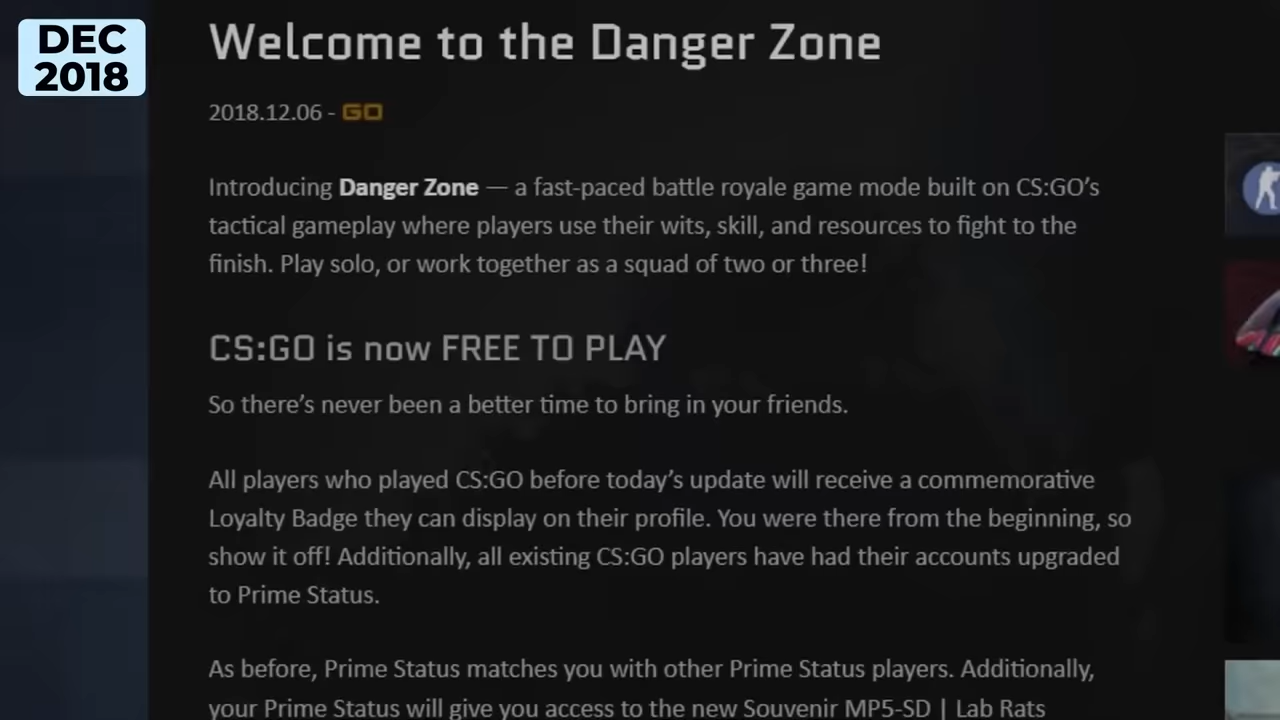 DEC
2018
Welcome to the Danger Zone
2018.12.06 - GO
Introducing Danger Zone — a fast-paced battle royale game mode built on CS:GO’s
tactical gameplay where players use their wits, skill, and resources to fight to the
finish. Play solo, or work together as a squad of two or three!
CS:GO is now FREE TO PLAY
So there’s never been a better time to bring in your friends.
All players who played CS:GO before today’s update will receive a commemorative
Loyalty Badge they can display on their profile. You were there from the beginning, so
show it off! Additionally, all existing CS:GO players have had their accounts upgraded
to Prime Status.
As before, Prime Status matches you with other Prime Status players. Additionally,
your Prime Status will give you access to the new Souvenir MP5-SD | Lab Rats